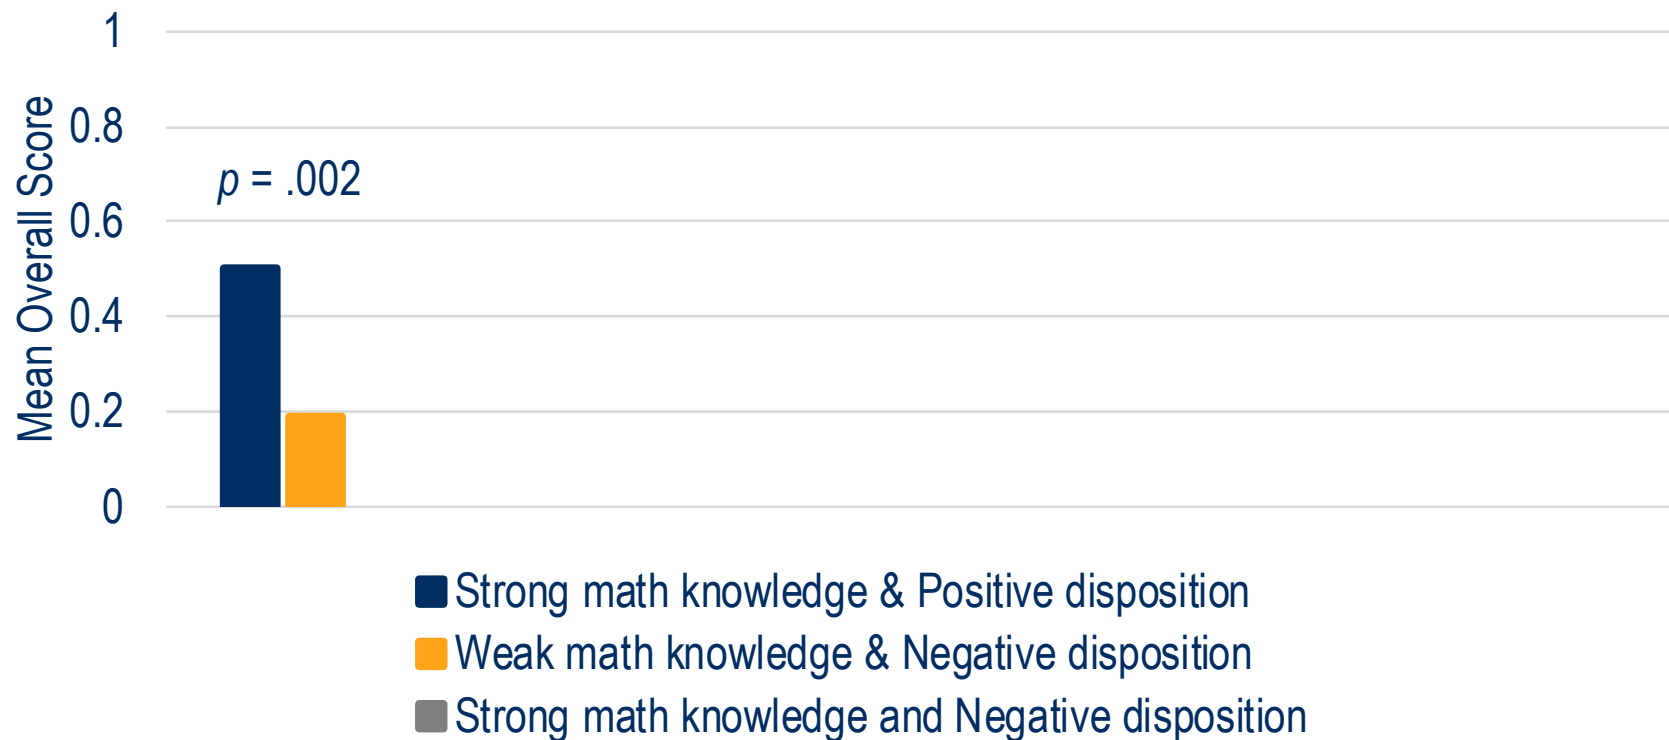 1
0.8
0.6
0.4
0.2
0
Mean Overall Score
p = .002
Strong math knowledge & Positive disposition
Weak math knowledge & Negative disposition
Strong math knowledge and Negative disposition